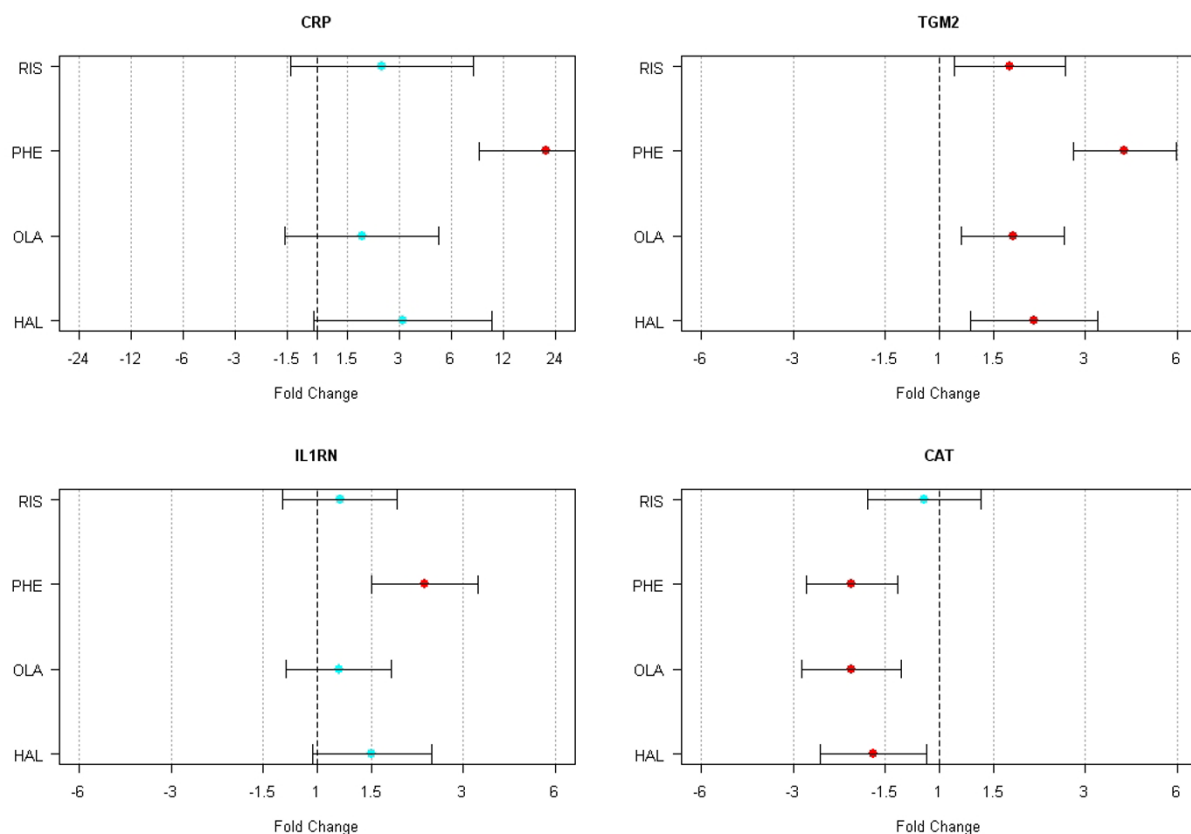 CRP
RIS
PHE
OLA
HAL
-24 -12 -6 -3 -1.5 1 1.5 3 6 12 24
Fold Change
TGM2
RIS
PHE
OLA
HAL
-6 -3 -1.5 1 1.5 3 6
Fold Change
IL1RN
RIS
PHE
OLA
HAL
-6 -3 -1.5 1 1.5 3 6
Fold Change
CAT
RIS
PHE
OLA
HAL
-6 -3 -1.5 1 1.5 3 6
Fold Change